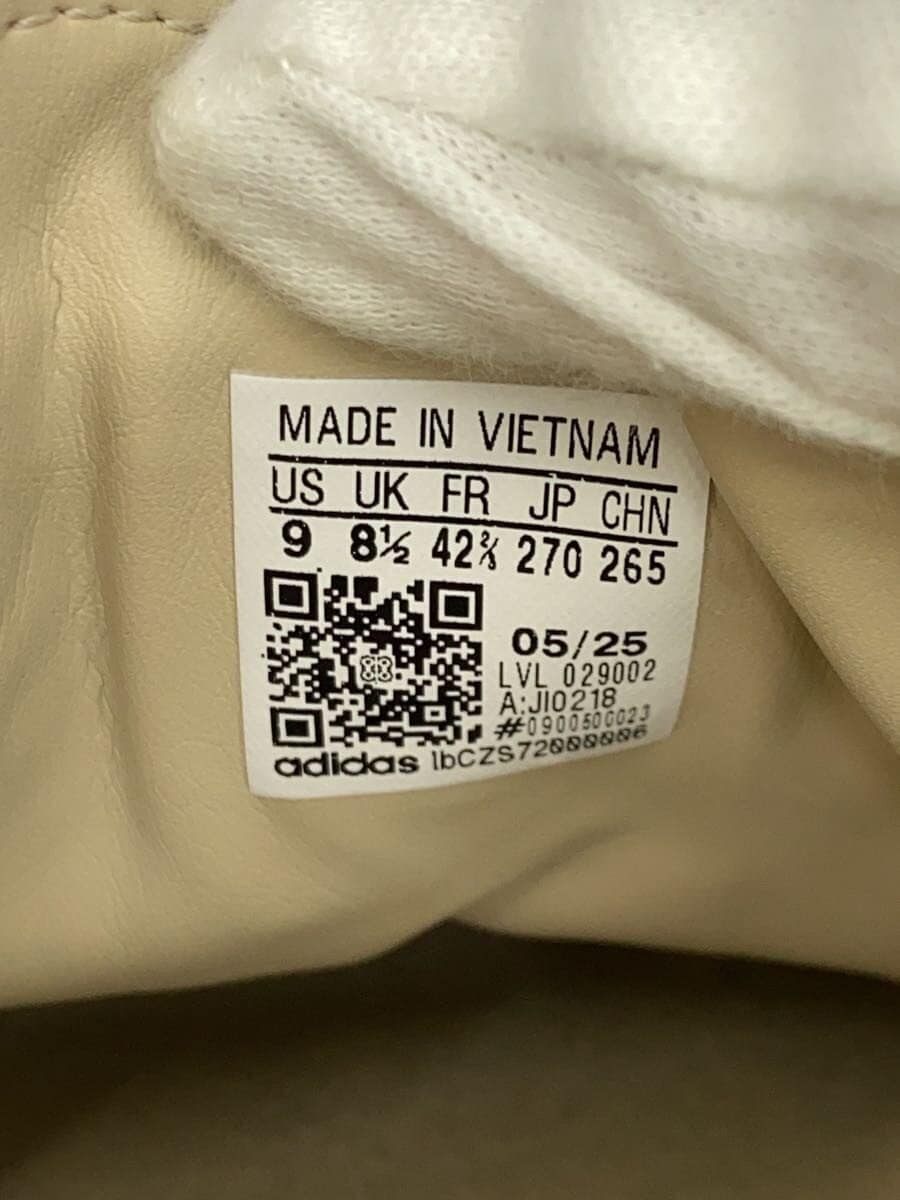 MADE IN VIETNAM
US UK FR JP CHN
9 8½ 42⅔ 270 265
05/25
LVL 029002
A:JI0218
#0900500023
adidas lbCZS72000006